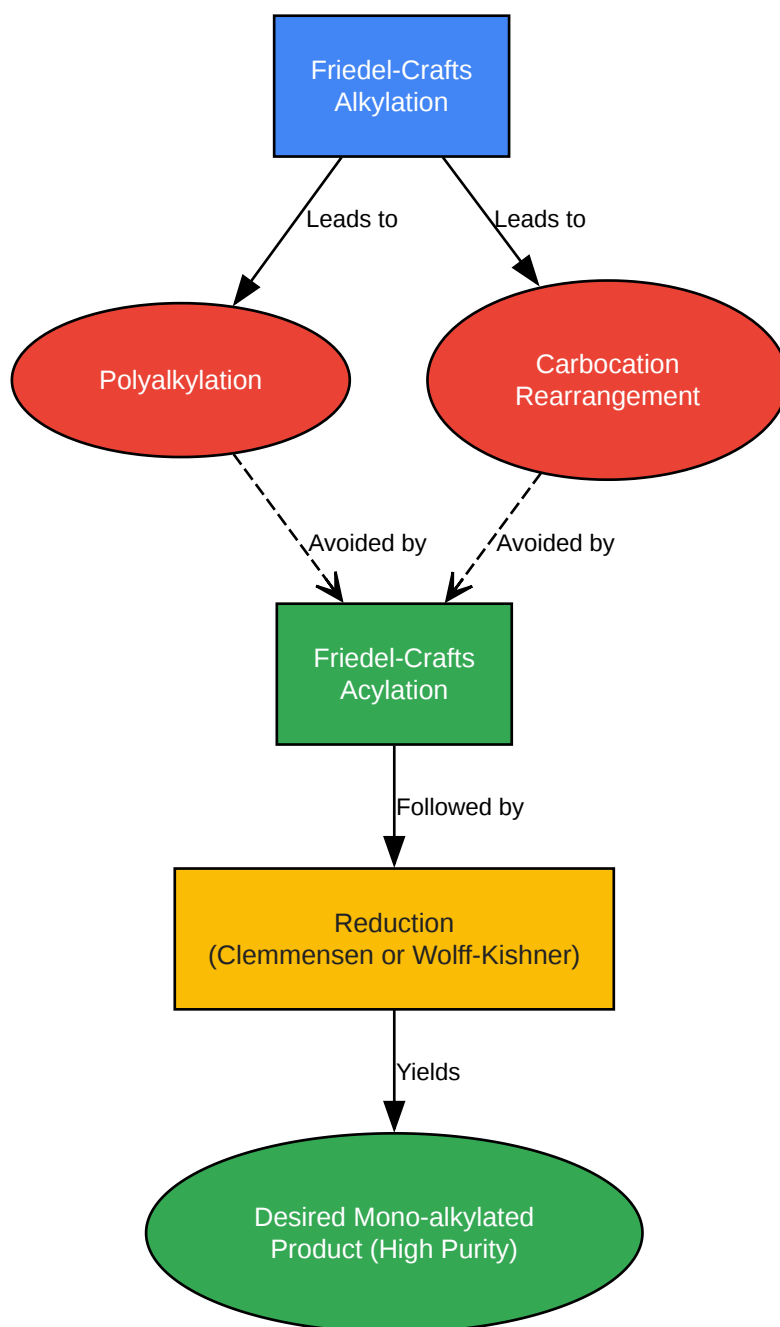 Friedel-Crafts
Alkylation
Leads to
Leads to
Polyalkylation
Carbocation
Rearrangement
Avoided by
Avoided by
Friedel-Crafts
Acylation
Followed by
Reduction
(Clemmensen or Wolff-Kishner)
Yields
Desired Mono-alkylated
Product (High Purity)